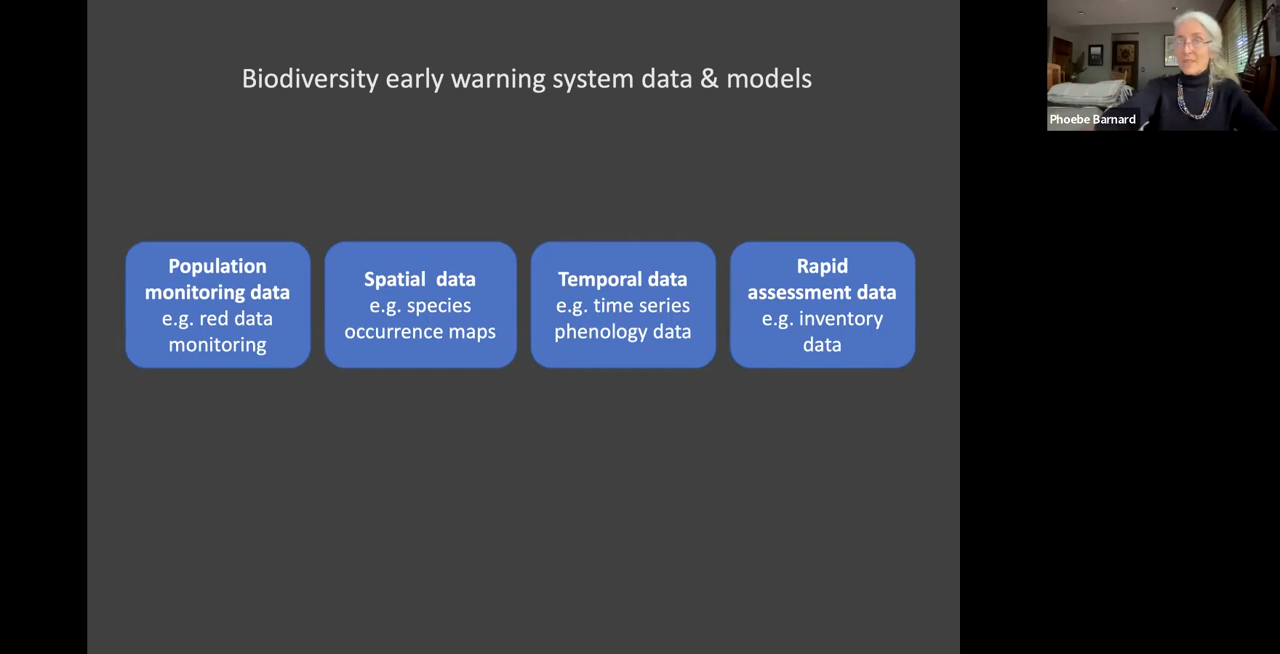 Biodiversity early warning system data & models
Phoebe Barnard
Population
monitoring data
e.g. red data
monitoring
Spatial data
e.g. species
occurrence maps
Temporal data
e.g. time series
phenology data
Rapid
assessment data
e.g. inventory
data